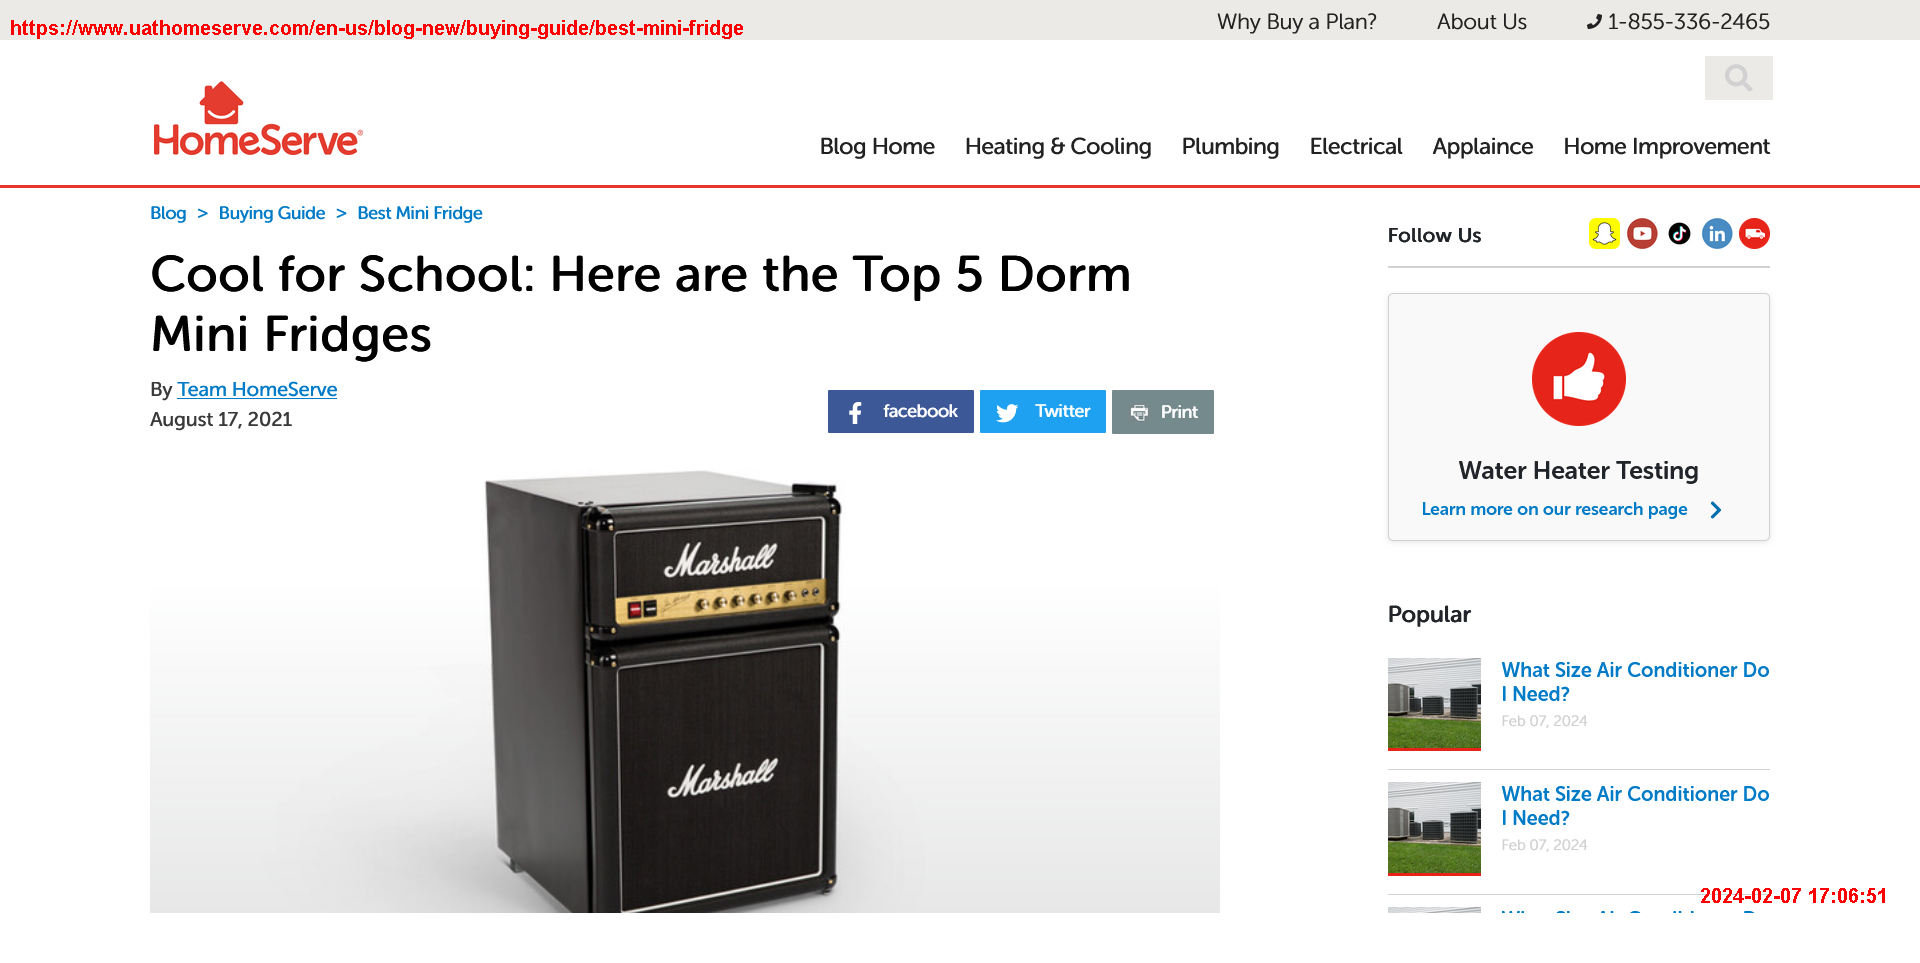 https://www.uathomeserve.com/en-us/blog-new/buying-guide/best-mini-fridge
Why Buy a Plan?
About Us
1-855-336-2465
HomeServe®
Blog Home
Heating & Cooling
Plumbing
Electrical
Applaince
Home Improvement
Blog > Buying Guide > Best Mini Fridge
Cool for School: Here are the Top 5 Dorm
Mini Fridges
By Team HomeServe
August 17, 2021
facebook
Twitter
Print
Marshall
Marshall
Follow Us
Water Heater Testing
Learn more on our research page
Popular
What Size Air Conditioner Do
I Need?
Feb 07, 2024
What Size Air Conditioner Do
I Need?
Feb 07, 2024
2024-02-07 17:06:51